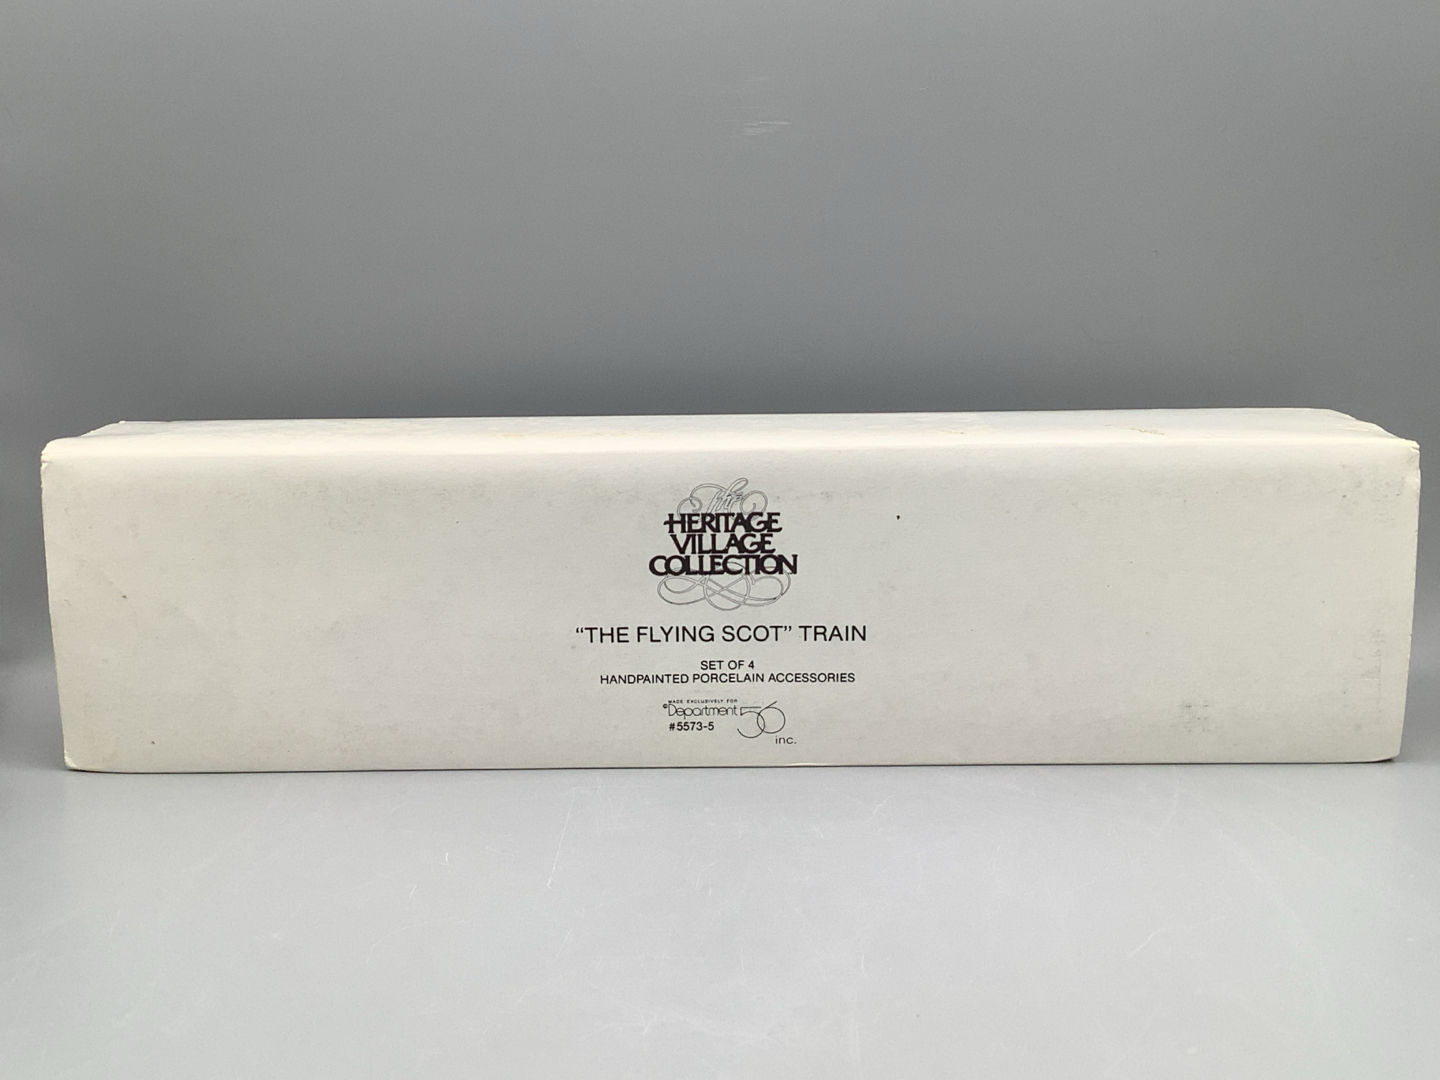 The
HERITAGE
VILLAGE
COLLECTION
“THE FLYING SCOT” TRAIN
SET OF 4
HANDPAINTED PORCELAIN ACCESSORIES
MADE EXCLUSIVELY FOR
©Department 56
#5573-5
inc.